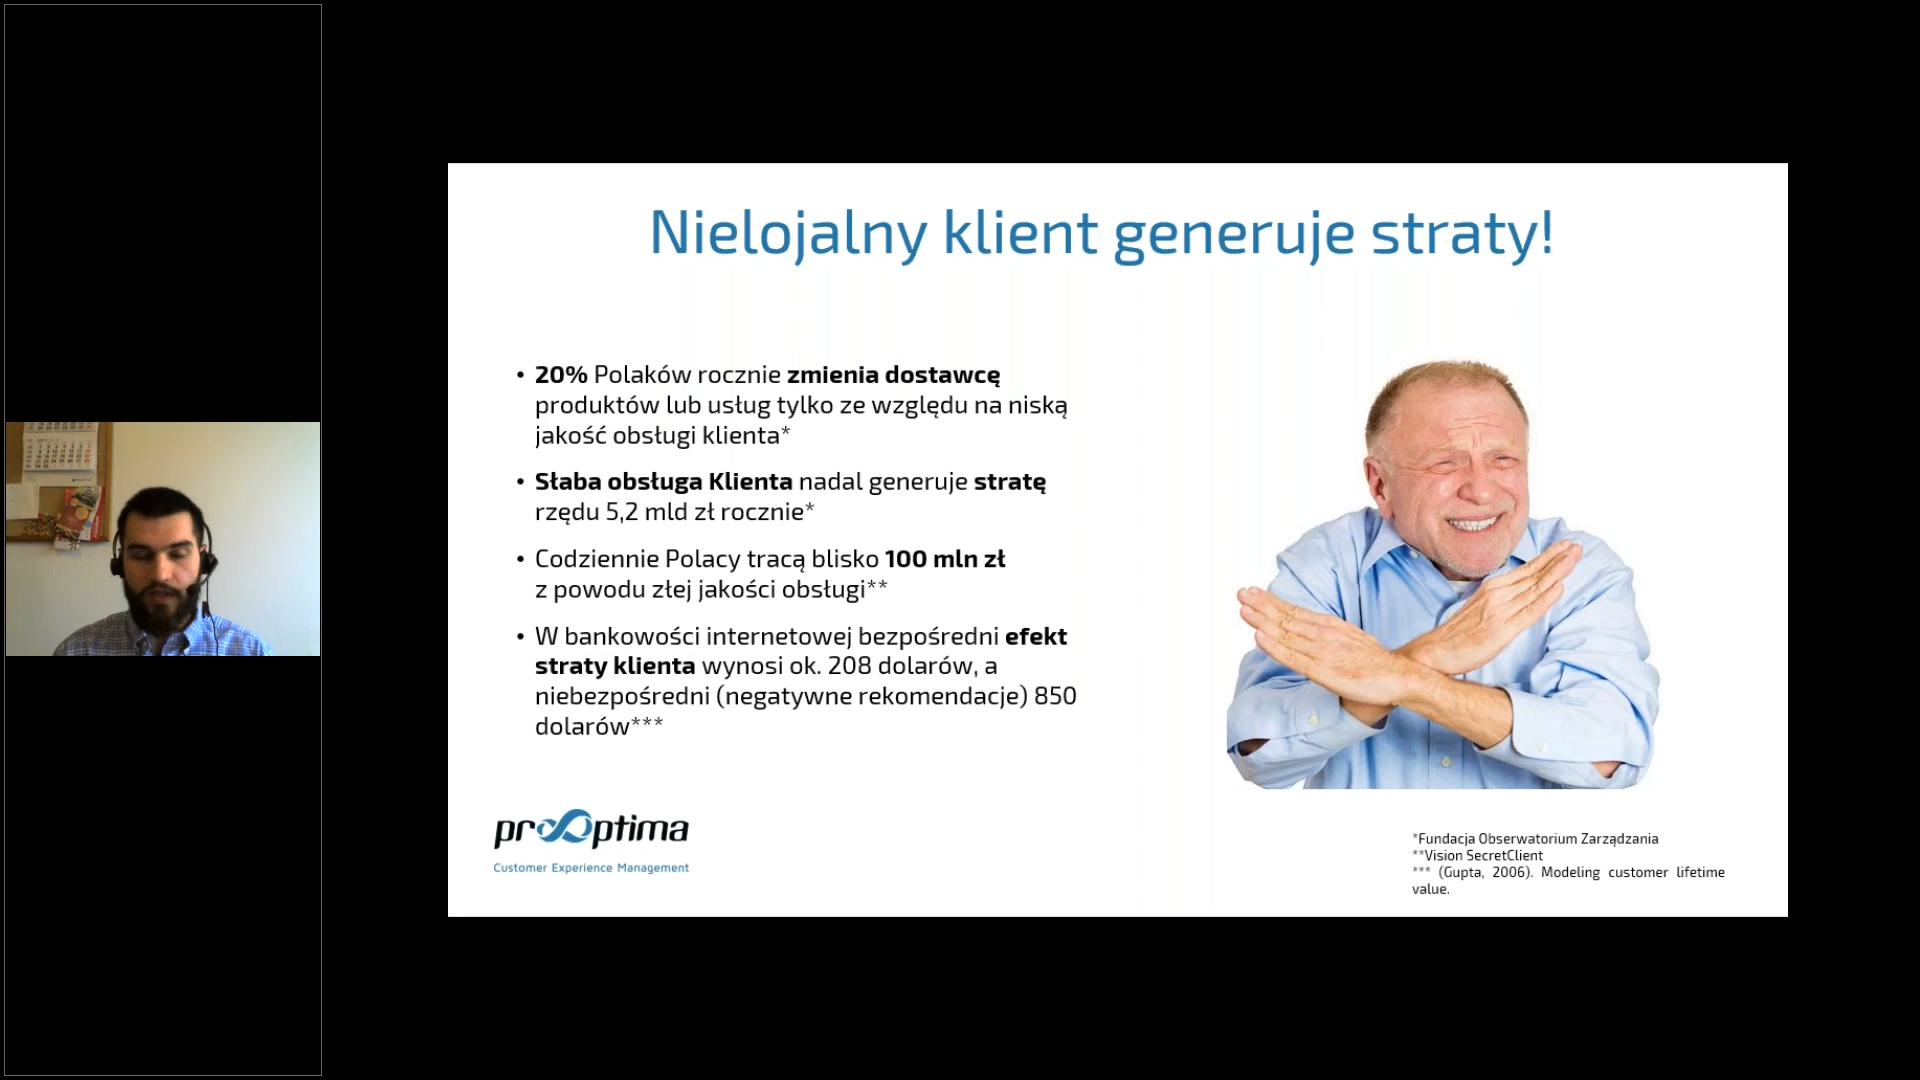 Nielojalny klient generuje straty!
• 20% Polaków rocznie zmienia dostawcę
produktów lub usług tylko ze względu na niską
jakość obsługi klienta*
• Słaba obsługa Klienta nadal generuje stratę
rzędu 5,2 mld zł rocznie*
• Codziennie Polacy tracą blisko 100 mln zł
z powodu złej jakości obsługi**
• W bankowości internetowej bezpośredni efekt
straty klienta wynosi ok. 208 dolarów, a
niebezpośredni (negatywne rekomendacje) 850
dolarów***
prOptima
Customer Experience Management
*Fundacja Obserwatorium Zarządzania
**Vision SecretClient
*** (Gupta, 2006). Modeling customer lifetime
value.